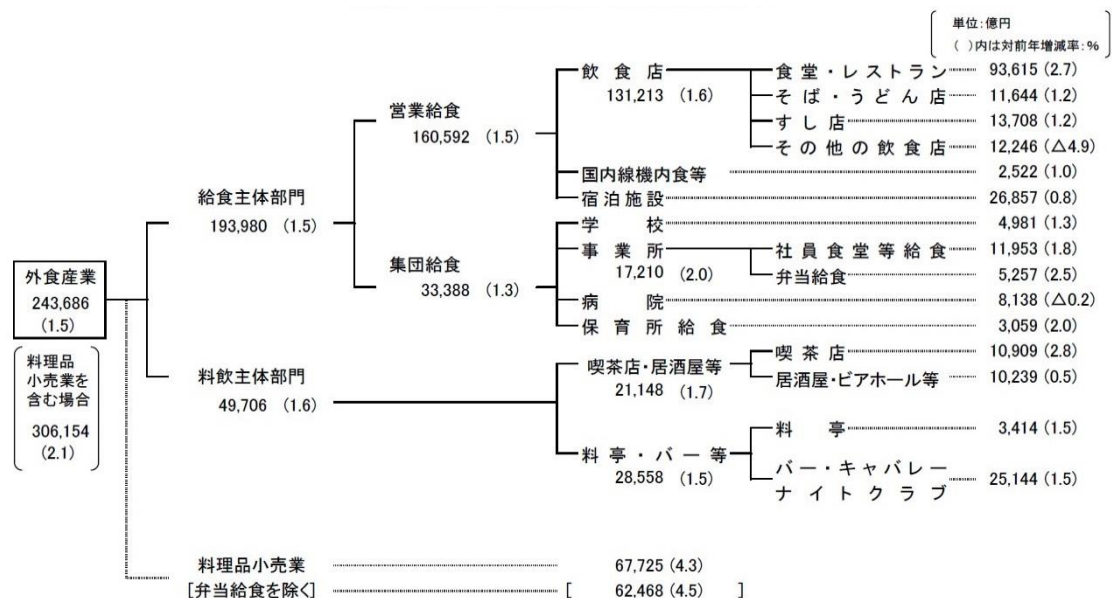 単位:億円
( )内は対前年増減率:%
飲食店
131,213 (1.6)
食堂・レストラン 93,615 (2.7)
そば・うどん店 11,644 (1.2)
すし店 13,708 (1.2)
その他の飲食店 12,246 (△4.9)
営業給食
160,592 (1.5)
国内線機内食等 2,522 (1.0)
宿泊施設 26,857 (0.8)
給食主体部門
193,980 (1.5)
学校 4,981 (1.3)
事業所
17,210 (2.0)
社員食堂等給食 11,953 (1.8)
弁当給食 5,257 (2.5)
集団給食
33,388 (1.3)
病院 8,138 (△0.2)
保育所給食 3,059 (2.0)
外食産業
243,686
(1.5)
料理品
小売業を
含む場合
306,154
(2.1)
料飲主体部門
49,706 (1.6)
喫茶店・居酒屋等
21,148 (1.7)
喫茶店 10,909 (2.8)
居酒屋・ビアホール等 10,239 (0.5)
料亭・バー等
28,558 (1.5)
料亭 3,414 (1.5)
バー・キャバレー
ナイトクラブ 25,144 (1.5)
料理品小売業 67,725 (4.3)
[弁当給食を除く] [ 62,468 (4.5) ]